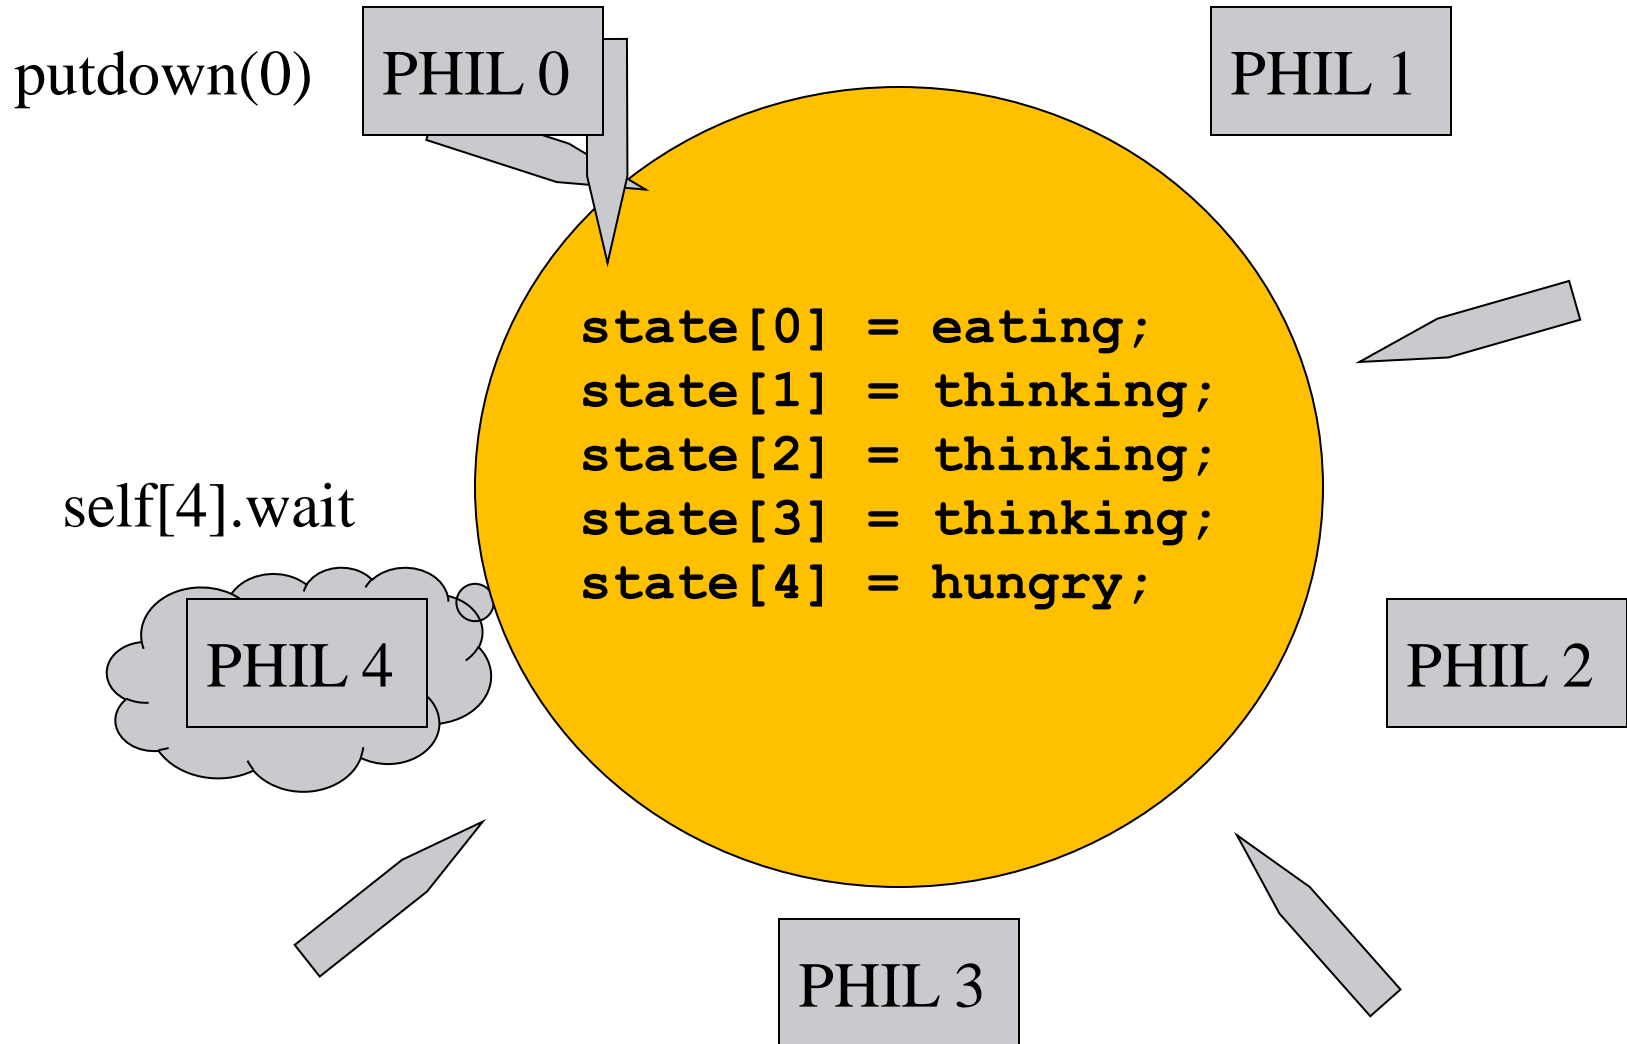 putdown(0)
PHIL 0
PHIL 1
state[0] = eating;
state[1] = thinking;
state[2] = thinking;
state[3] = thinking;
state[4] = hungry;
self[4].wait
PHIL 4
PHIL 2
PHIL 3